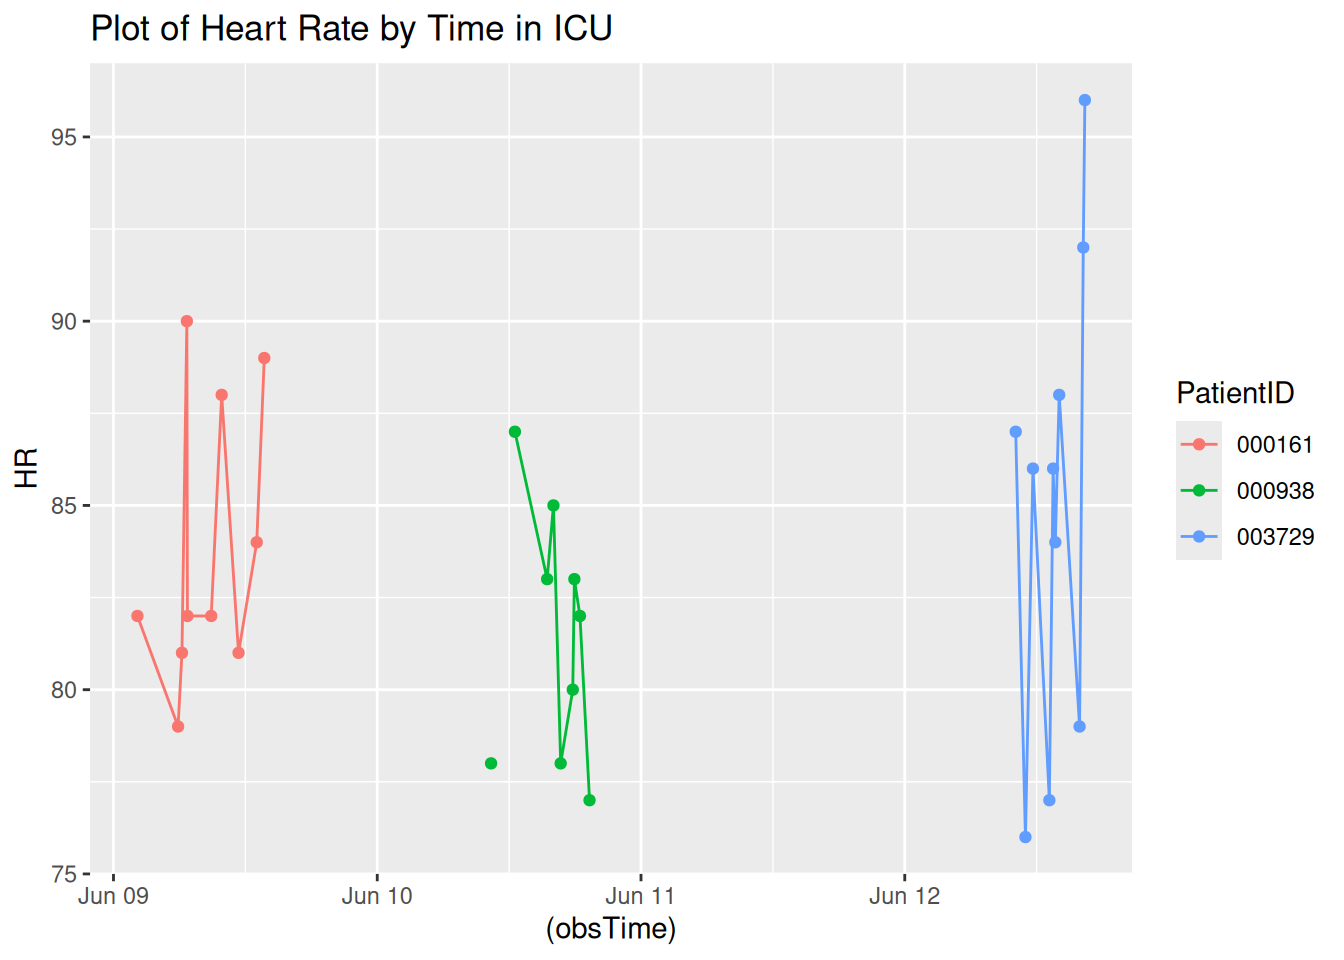 Plot of Heart Rate by Time in ICU
95
90
85
80
75
HR
Jun 09 Jun 10 Jun 11 Jun 12
(obsTime)
PatientID
000161
000938
003729